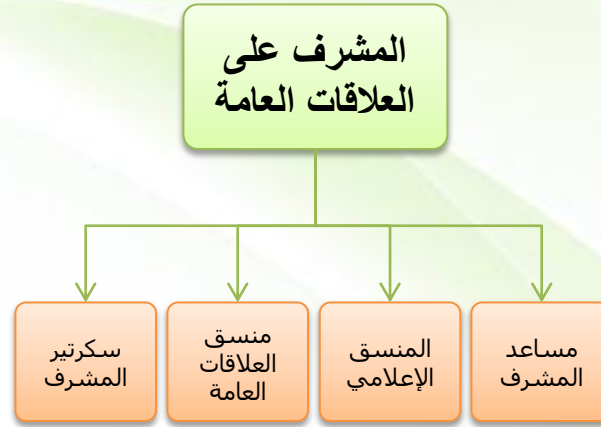 المشرف على
العلاقات العامة
مساعد
المشرف
المنسق
الإعلامي
منسق
العلاقات
العامة
سكرتير
المشرف